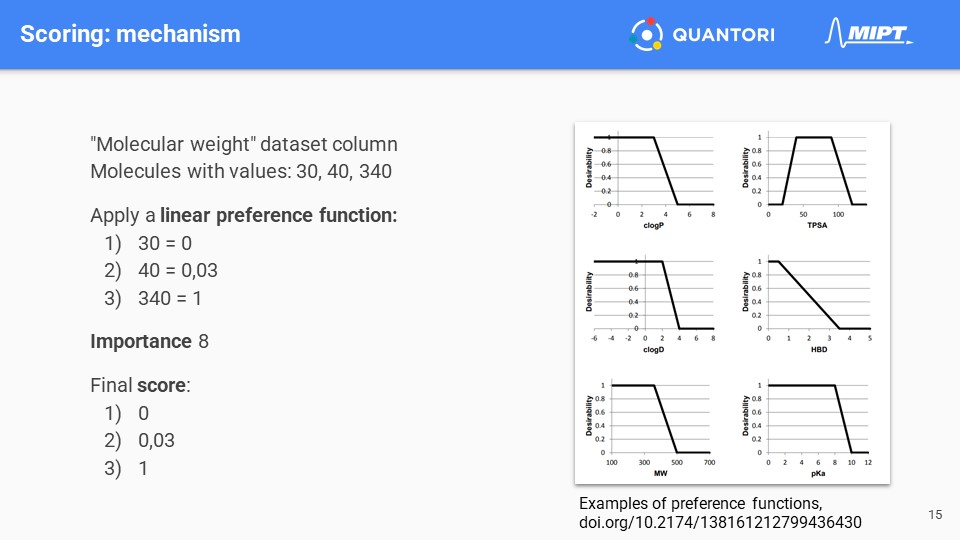 Scoring: mechanism
QUANTORI
MIPT
"Molecular weight" dataset column
Molecules with values: 30, 40, 340
Apply a linear preference function:
1) 30 = 0
2) 40 = 0,03
3) 340 = 1
Importance 8
Final score:
1) 0
2) 0,03
3) 1
Desirability
1
0.8
0.6
0.4
0.2
0
-2 0 2 4 6 8
clogP
Desirability
1
0.8
0.6
0.4
0.2
0
0 50 100
TPSA
Desirability
1
0.8
0.6
0.4
0.2
0
-6 -4 -2 0 2 4 6 8
clogD
Desirability
1
0.8
0.6
0.4
0.2
0
0 1 2 3 4 5
HBD
Desirability
1
0.8
0.6
0.4
0.2
0
100 300 500 700
MW
Desirability
1
0.8
0.6
0.4
0.2
0
0 2 4 6 8 10 12
pKa
Examples of preference functions,
doi.org/10.2174/138161212799436430
15